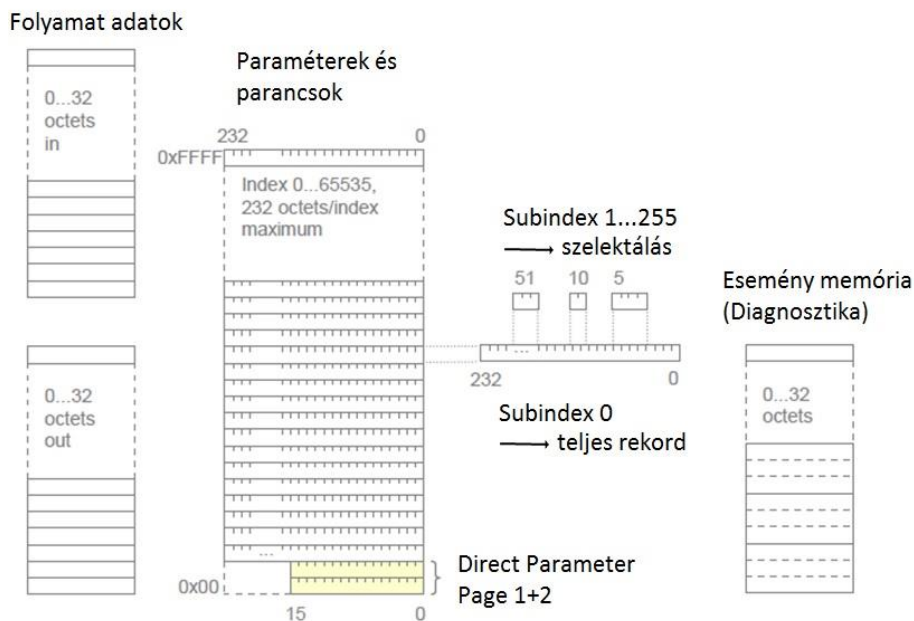 Folyamat adatok
0...32
octets
in
0...32
octets
out
Paraméterek és
parancsok
232 0
0xFFFF
Index 0...65535,
232 octets/index
maximum
...
0x00
15 0
Direct Parameter
Page 1+2
Subindex 1...255
szelektálás
51 10 5
...
232 0
Subindex 0
teljes rekord
Esemény memória
(Diagnosztika)
0...32
octets